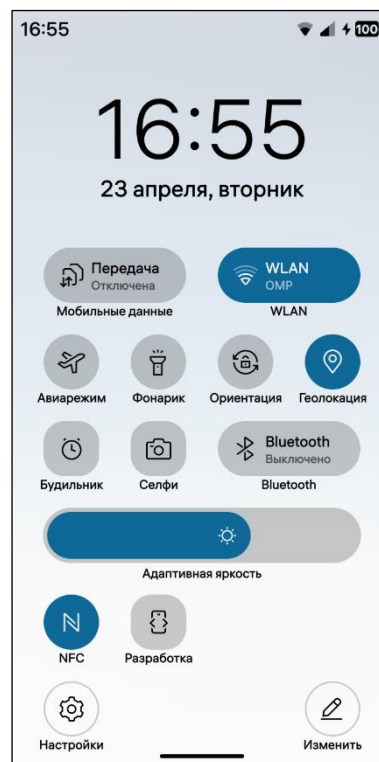 16:55
100
16:55
23 апреля, вторник
Передача
Отключена
Мобильные данные
WLAN
OMP
WLAN
Авиарежим
Фонарик
Ориентация
Геолокация
Будильник
Селфи
Bluetooth
Выключено
Bluetooth
Адаптивная яркость
NFC
Разработка
Настройки
Изменить